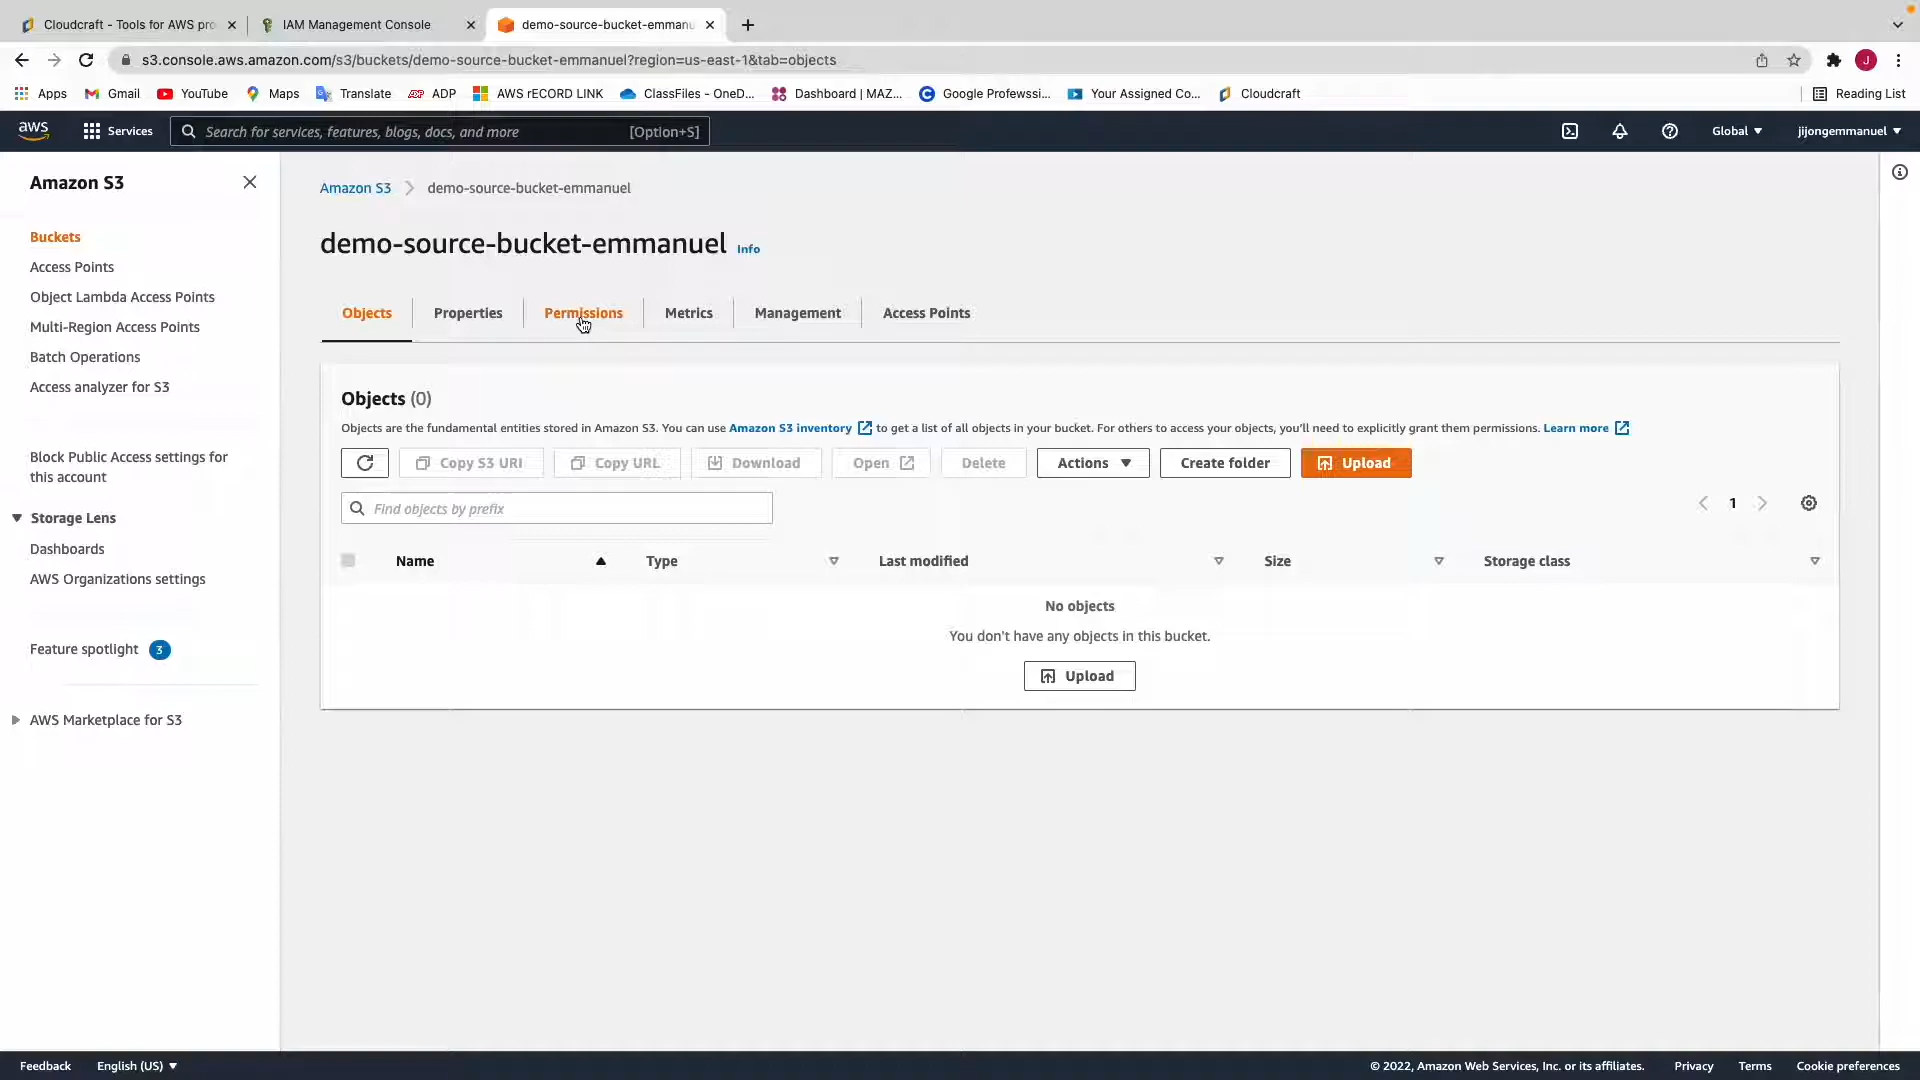 Cloudcraft - Tools for AWS pro
IAM Management Console
demo-source-bucket-emmanu
s3.console.aws.amazon.com/s3/buckets/demo-source-bucket-emmanuel?region=us-east-1&tab=objects
J
Apps
Gmail
YouTube
Maps
Translate
ADP
AWS rECORD LINK
ClassFiles - OneD...
Dashboard | MAZ...
Google Profewssi...
Your Assigned Co...
Cloudcraft
Reading List
aws
Services
Search for services, features, blogs, docs, and more
[Option+S]
Global
jijongemmanuel
Amazon S3
Buckets
Access Points
Object Lambda Access Points
Multi-Region Access Points
Batch Operations
Access analyzer for S3
Block Public Access settings for
this account
Storage Lens
Dashboards
AWS Organizations settings
Feature spotlight 3
AWS Marketplace for S3
Amazon S3 > demo-source-bucket-emmanuel
demo-source-bucket-emmanuel Info
Objects
Properties
Permissions
Metrics
Management
Access Points
Objects (0)
Objects are the fundamental entities stored in Amazon S3. You can use Amazon S3 inventory to get a list of all objects in your bucket. For others to access your objects, you'll need to explicitly grant them permissions. Learn more
Copy S3 URI
Copy URL
Download
Open
Delete
Actions
Create folder
Upload
Find objects by prefix
1
Name
Type
Last modified
Size
Storage class
No objects
You don't have any objects in this bucket.
Upload
Feedback
English (US)
© 2022, Amazon Web Services, Inc. or its affiliates.
Privacy
Terms
Cookie preferences